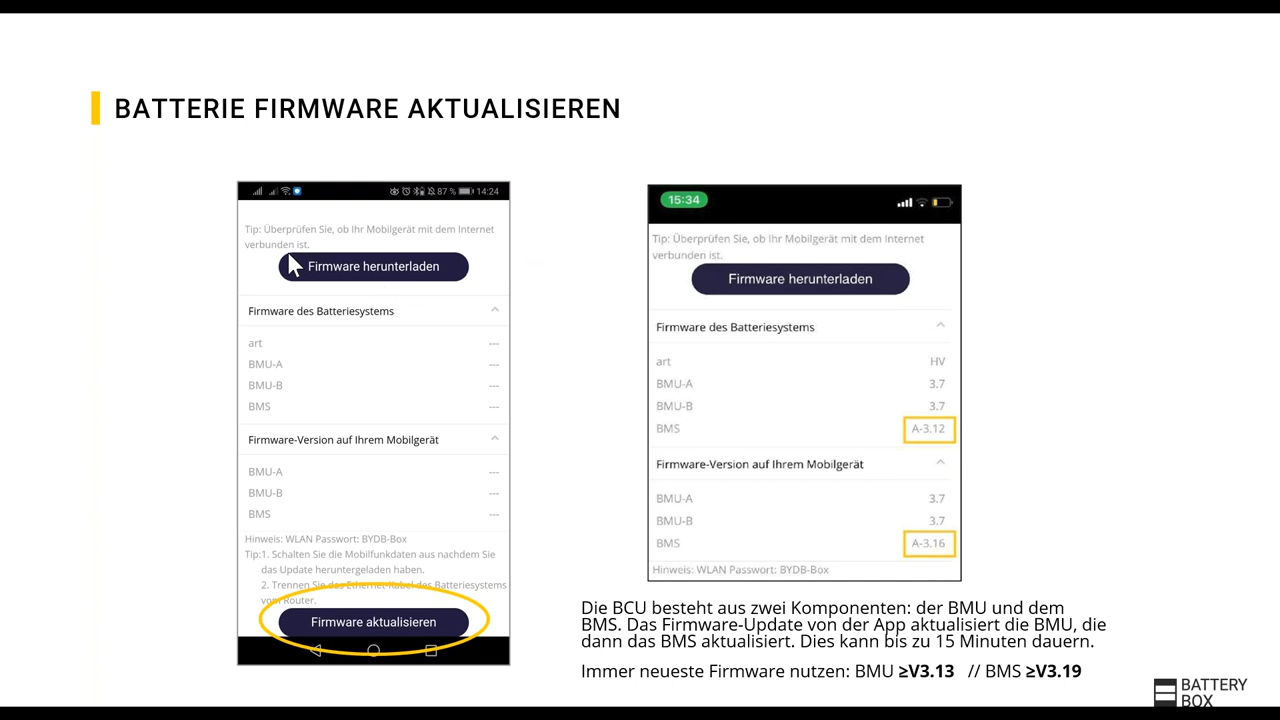 BATTERIE FIRMWARE AKTUALISIEREN
87 % 14:24
Tip: Überprüfen Sie, ob Ihr Mobilgerät mit dem Internet
verbunden ist.
Firmware herunterladen
Firmware des Batteriesystems
art ---
BMU-A ---
BMU-B ---
BMS ---
Firmware-Version auf Ihrem Mobilgerät
BMU-A ---
BMU-B ---
BMS ---
Hinweis: WLAN Passwort: BYDB-Box
Tip:1. Schalten Sie die Mobilfunkdaten aus nachdem Sie
das Update heruntergeladen haben.
2. Trennen Sie das Ethernet-Kabel des Batteriesystems
vom Router.
Firmware aktualisieren
15:34
Tip: Überprüfen Sie, ob Ihr Mobilgerät mit dem Internet
verbunden ist.
Firmware herunterladen
Firmware des Batteriesystems
art HV
BMU-A 3.7
BMU-B 3.7
BMS A-3.12
Firmware-Version auf Ihrem Mobilgerät
BMU-A 3.7
BMU-B 3.7
BMS A-3.16
Hinweis: WLAN Passwort: BYDB-Box
Die BCU besteht aus zwei Komponenten: der BMU und dem
BMS. Das Firmware-Update von der App aktualisiert die BMU, die
dann das BMS aktualisiert. Dies kann bis zu 15 Minuten dauern.
Immer neueste Firmware nutzen: BMU ≥V3.13 // BMS ≥V3.19
BATTERY
BOX